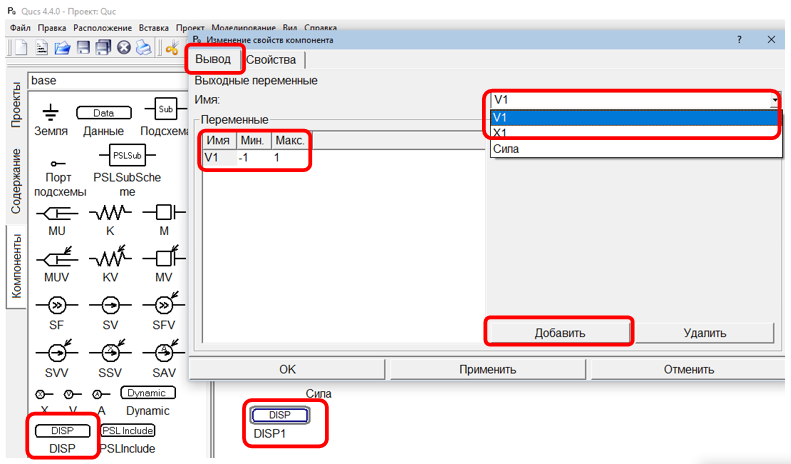 Qucs 4.4.0 - Проект: Quc
Файл Правка Расположение Вставка Проект Моделирование Вид Справка
Изменение свойств компонента
? ×
Вывод Свойства
Выходные переменные
Имя: V1
V1
X1
Сила
Переменные
Имя Мин. Макс.
V1 -1 1
Добавить Удалить
OK Применить Отменить
Проекты
Содержание
Компоненты
base
Data Sub
Земля Данные Подсхема
PSLSub
Порт подсхемы
PSLSubSche
me
MU K M
MUV KV MV
SF SV SFV
SVV SSV SAV
X V A
X V A
Dynamic
Dynamic
DISP PSLInclude
DISP PSLInclude
Сила
DISP
DISP1